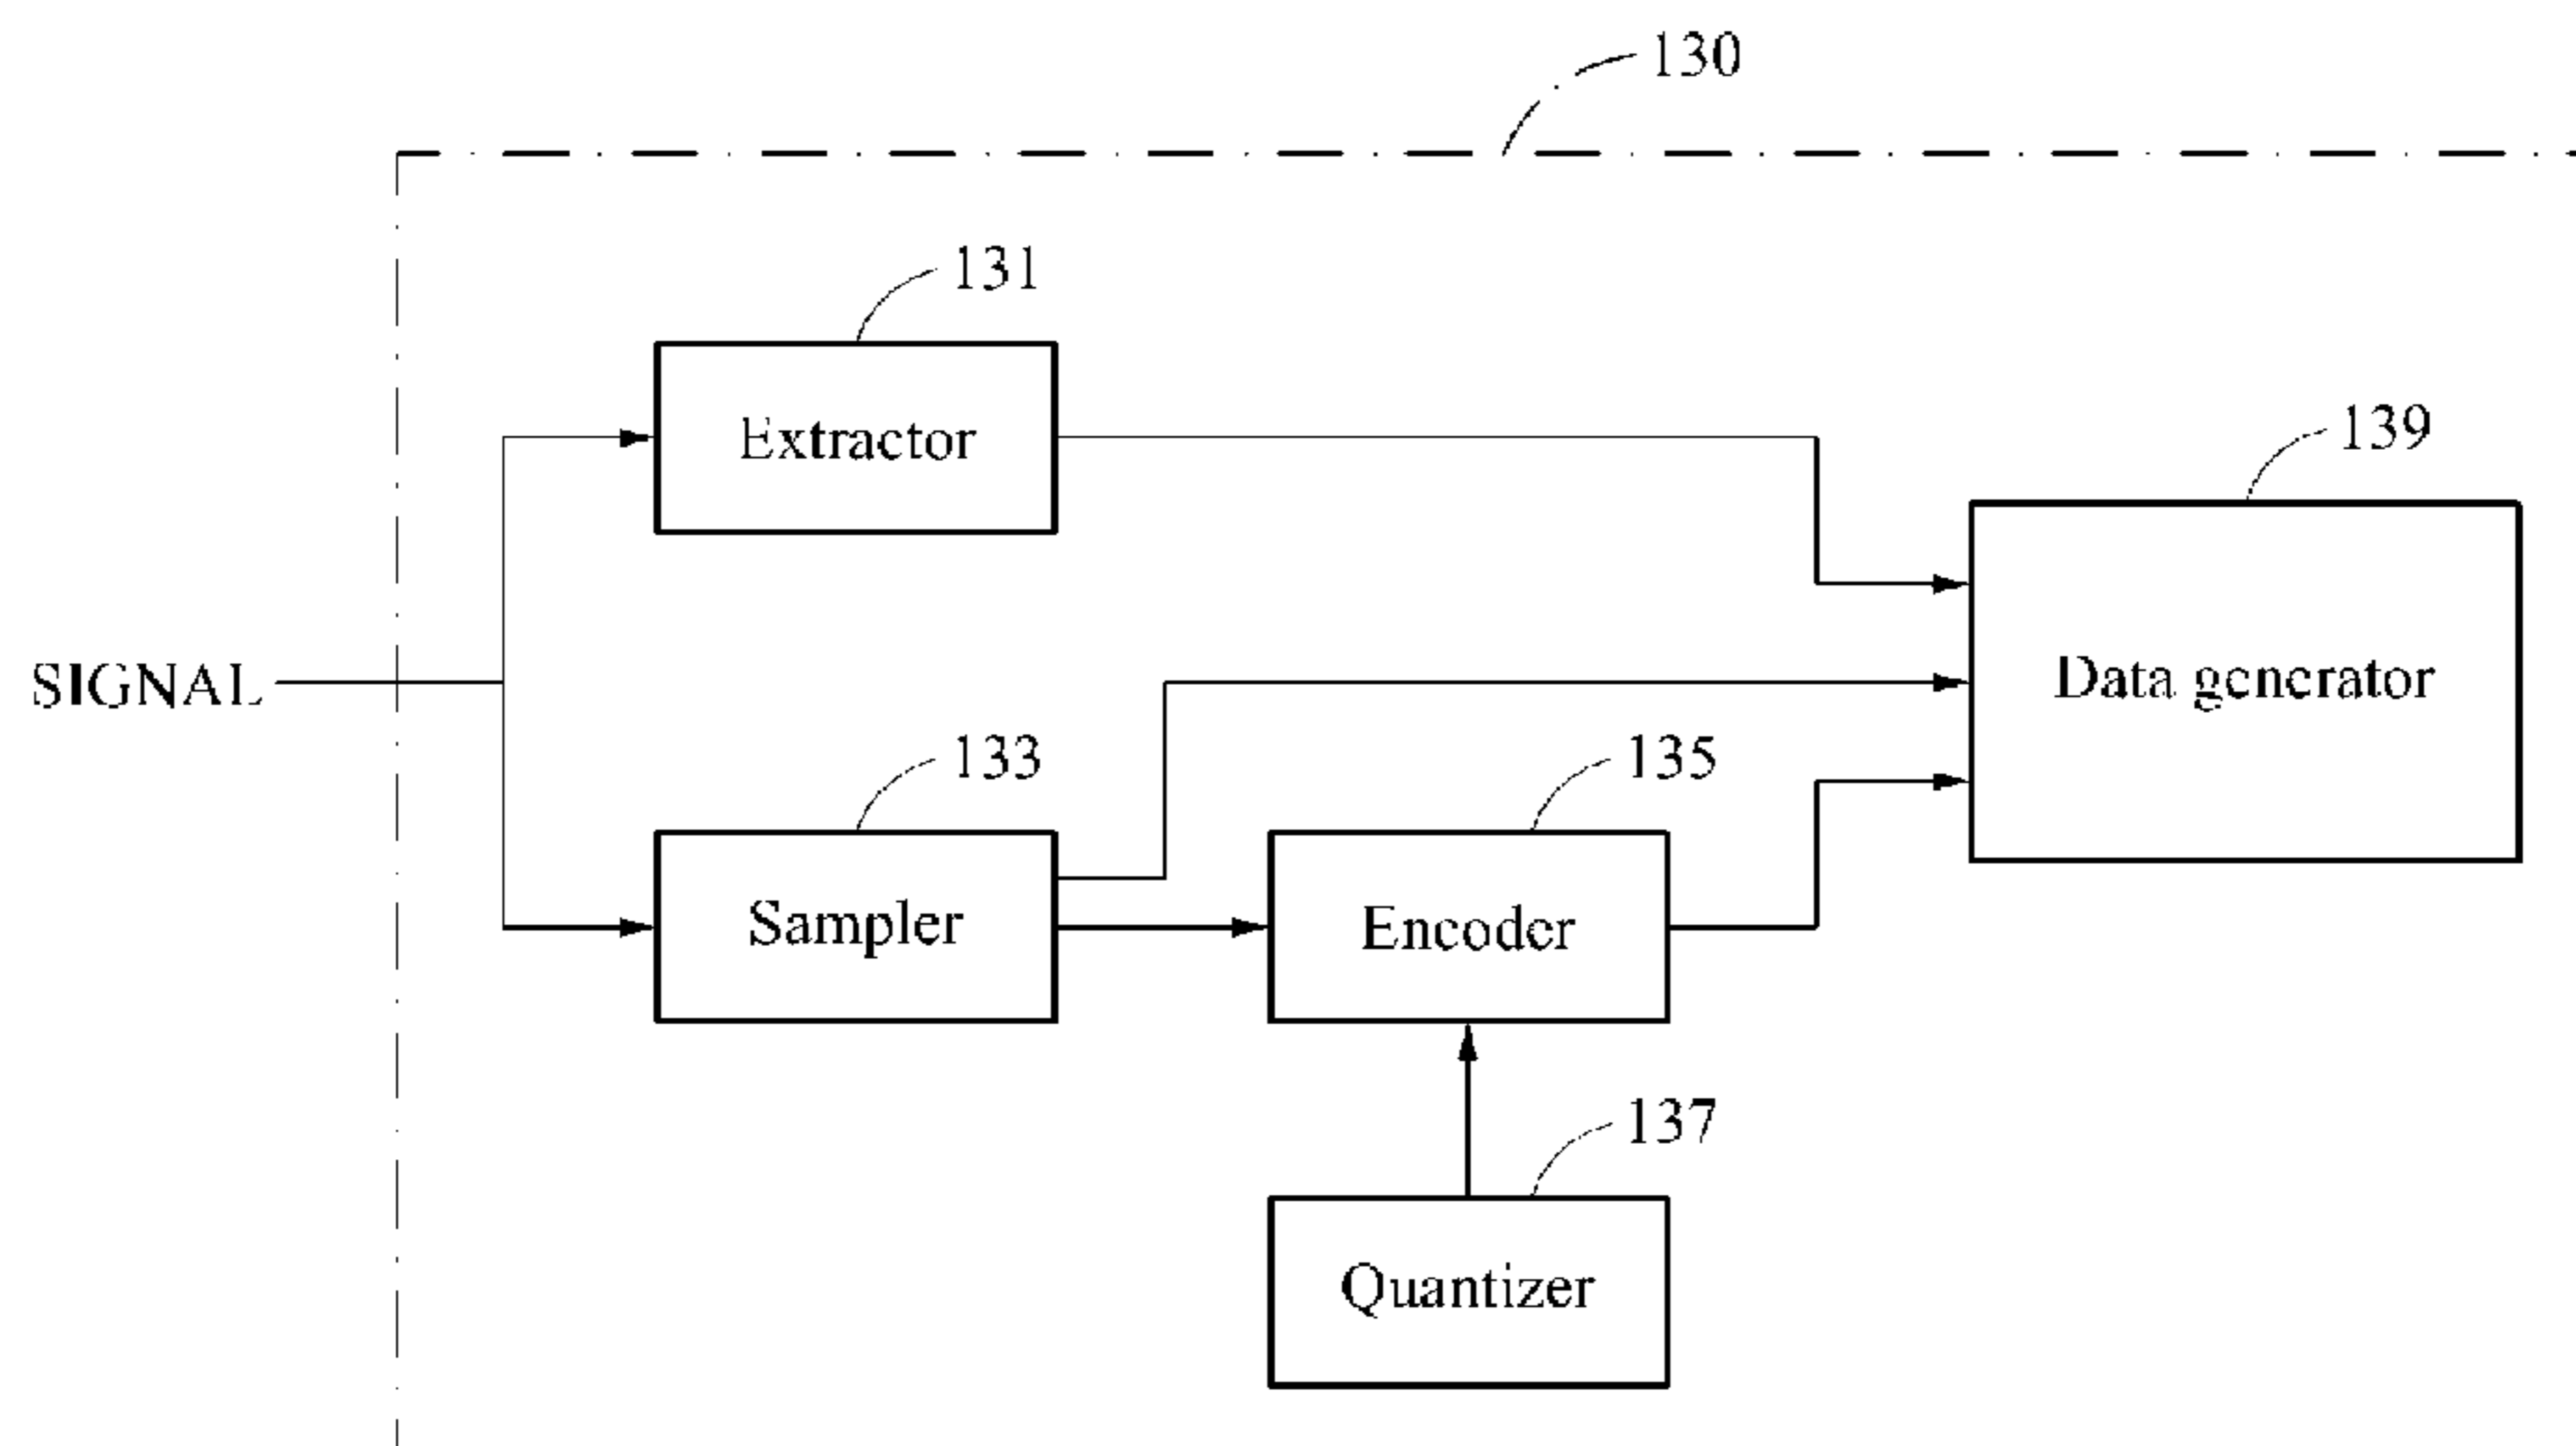 130
131
Extractor
139
SIGNAL
Data generator
133
135
Sampler
Encoder
137
Quantizer